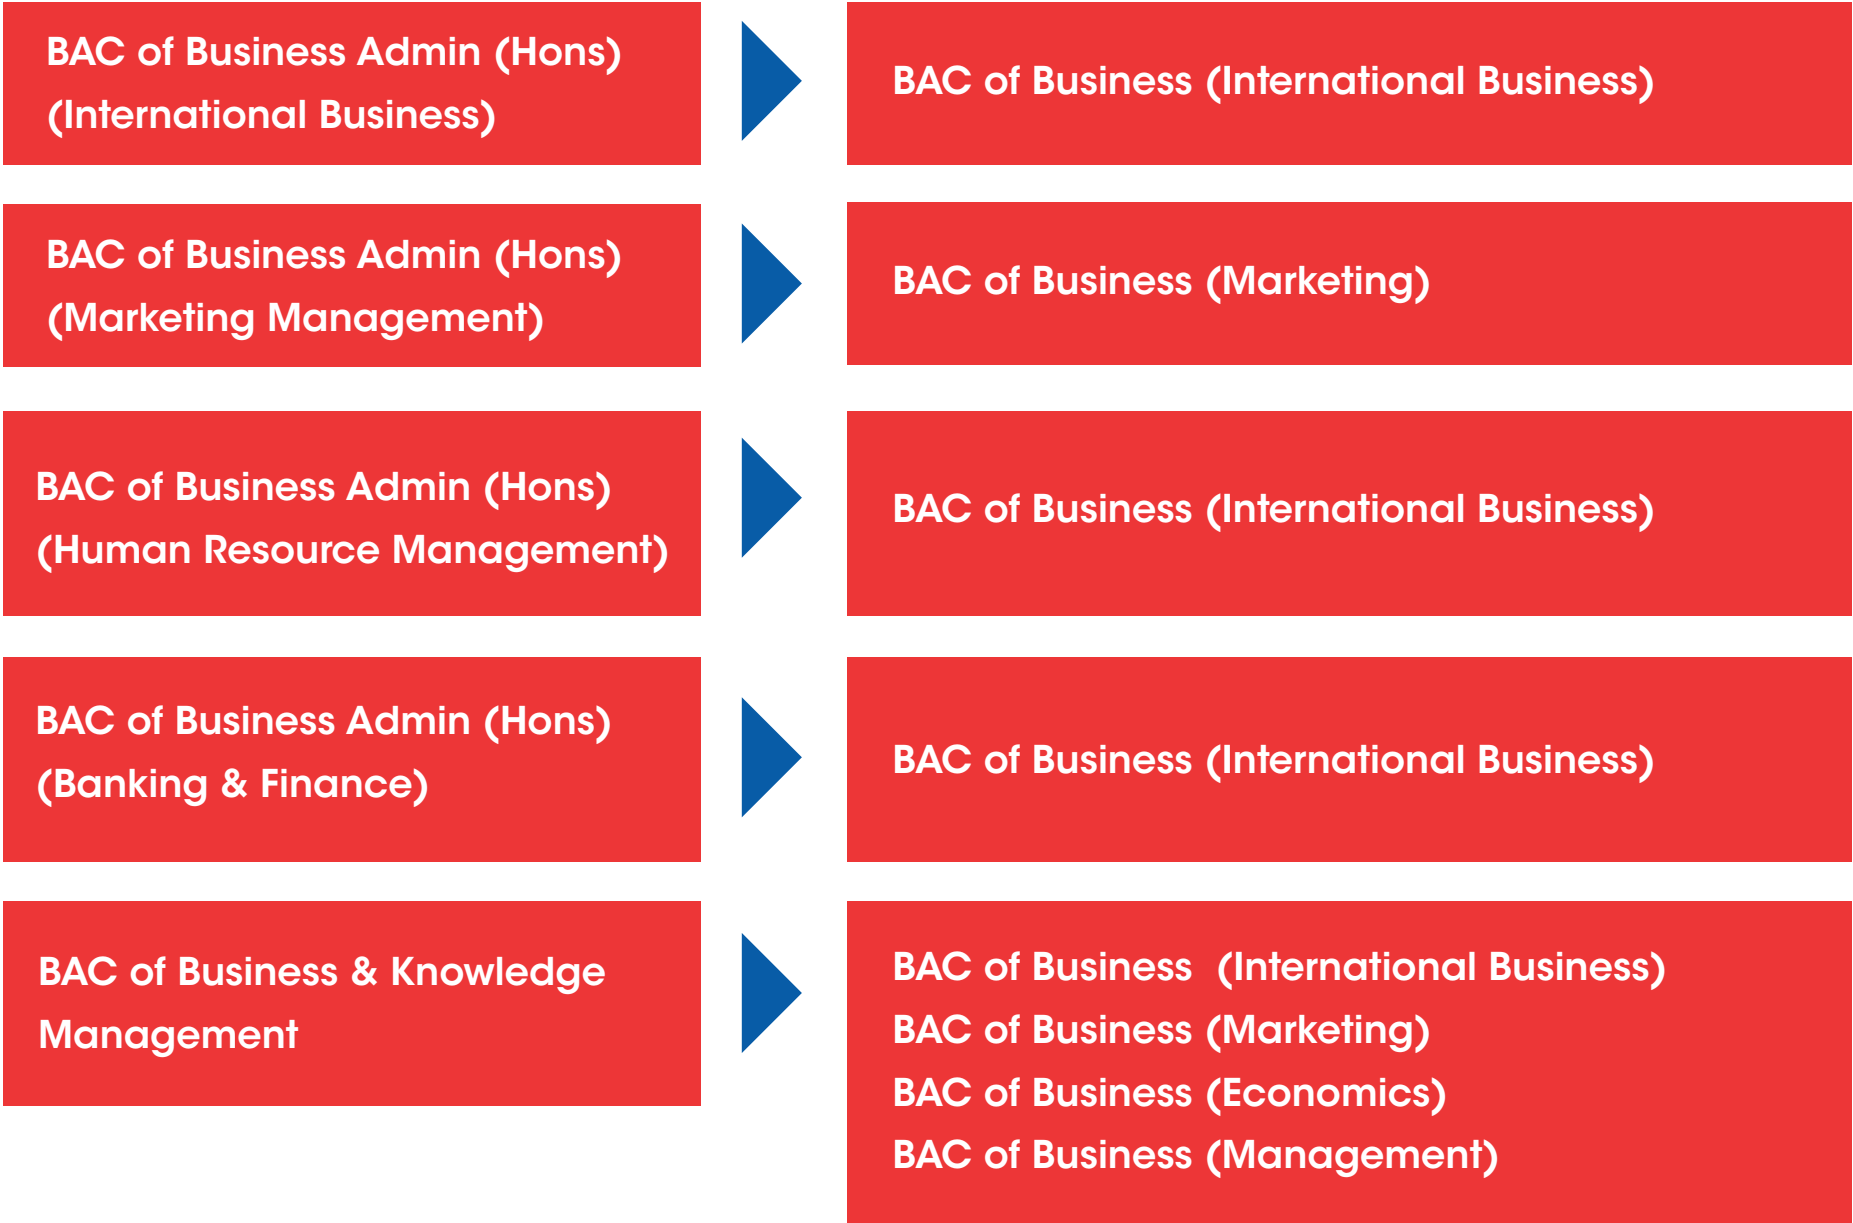 BAC of Business Admin (Hons)
(International Business)
BAC of Business (International Business)
BAC of Business Admin (Hons)
(Marketing Management)
BAC of Business (Marketing)
BAC of Business Admin (Hons)
(Human Resource Management)
BAC of Business (International Business)
BAC of Business Admin (Hons)
(Banking & Finance)
BAC of Business (International Business)
BAC of Business & Knowledge
Management
BAC of Business (International Business)
BAC of Business (Marketing)
BAC of Business (Economics)
BAC of Business (Management)